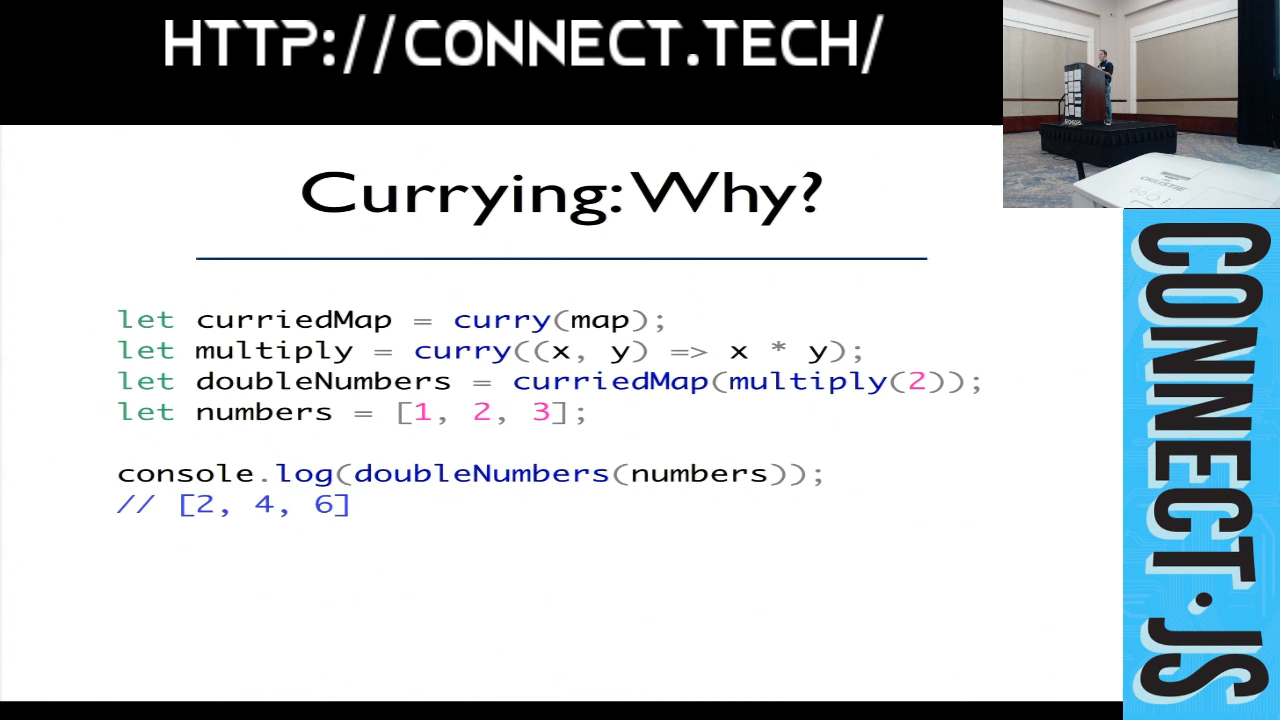 HTTP://CONNECT.TECH/
Currying: Why?
let curriedMap = curry(map);
let multiply = curry((x, y) => x * y);
let doubleNumbers = curriedMap(multiply(2));
let numbers = [1, 2, 3];
console.log(doubleNumbers(numbers));
// [2, 4, 6]
CONNECT.JS
CHRISTIE